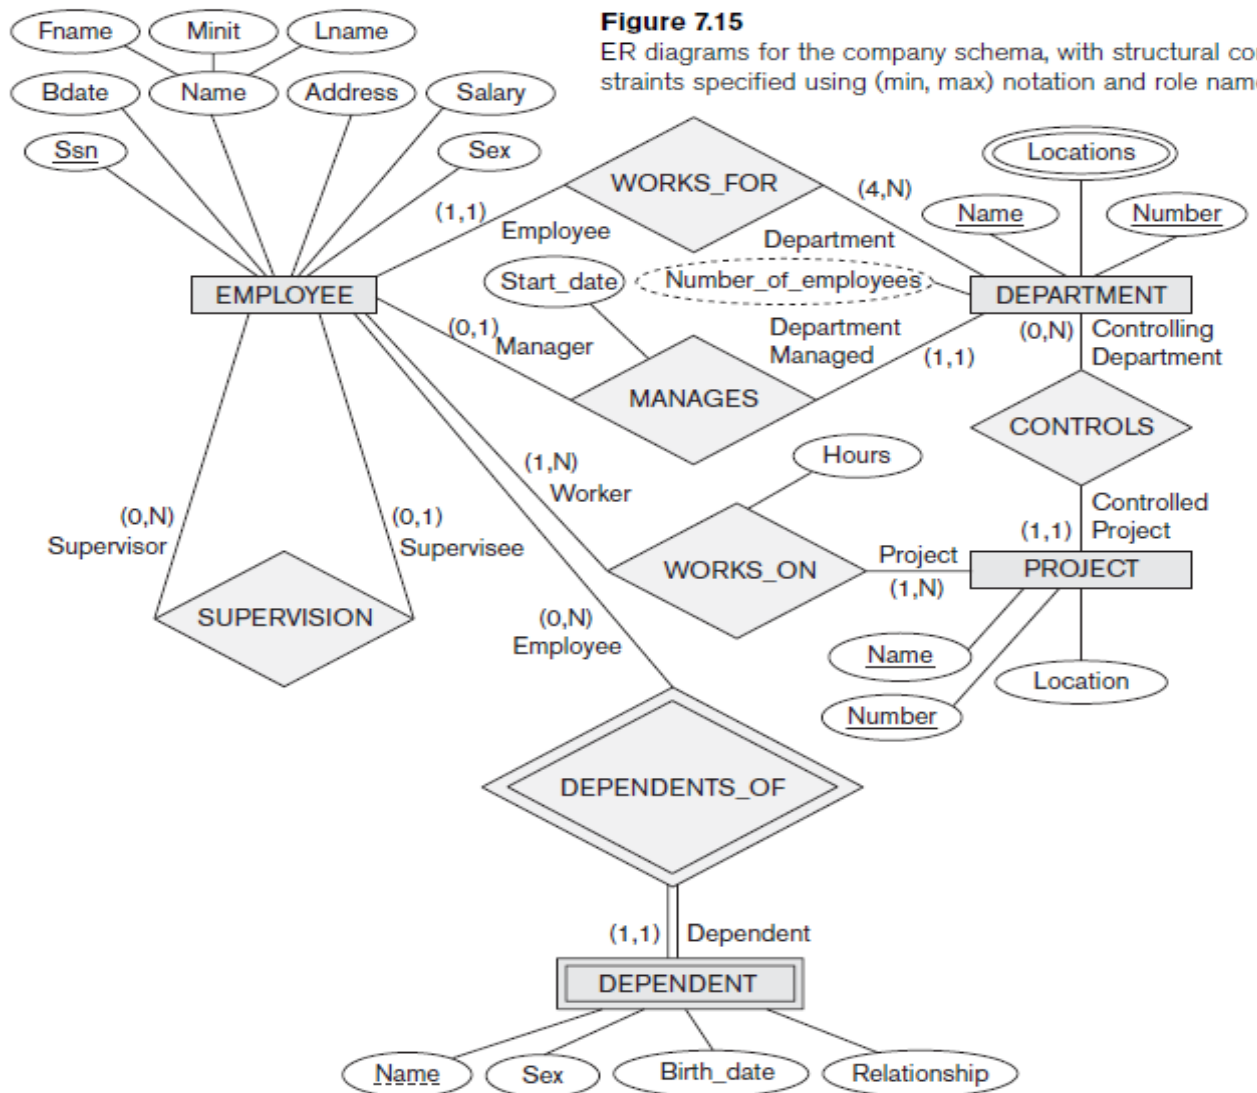 Figure 7.15
ER diagrams for the company schema, with structural con
straints specified using (min, max) notation and role nam
Fname
Minit
Lname
Bdate
Name
Address
Salary
Ssn
Sex
WORKS_FOR
Locations
(1,1)
Employee
(4,N)
Department
Name
Number
EMPLOYEE
Start_date
Number_of_employees
DEPARTMENT
(0,1)
Manager
Department
Managed
(1,1)
(0,N)
Controlling
Department
MANAGES
CONTROLS
Hours
(1,N)
Worker
(0,N)
Supervisor
(0,1)
Supervisee
Controlled
Project
(1,1)
WORKS_ON
Project
(1,N)
PROJECT
SUPERVISION
(0,N)
Employee
Name
Number
Location
DEPENDENTS_OF
(1,1)
Dependent
DEPENDENT
Name
Sex
Birth_date
Relationship